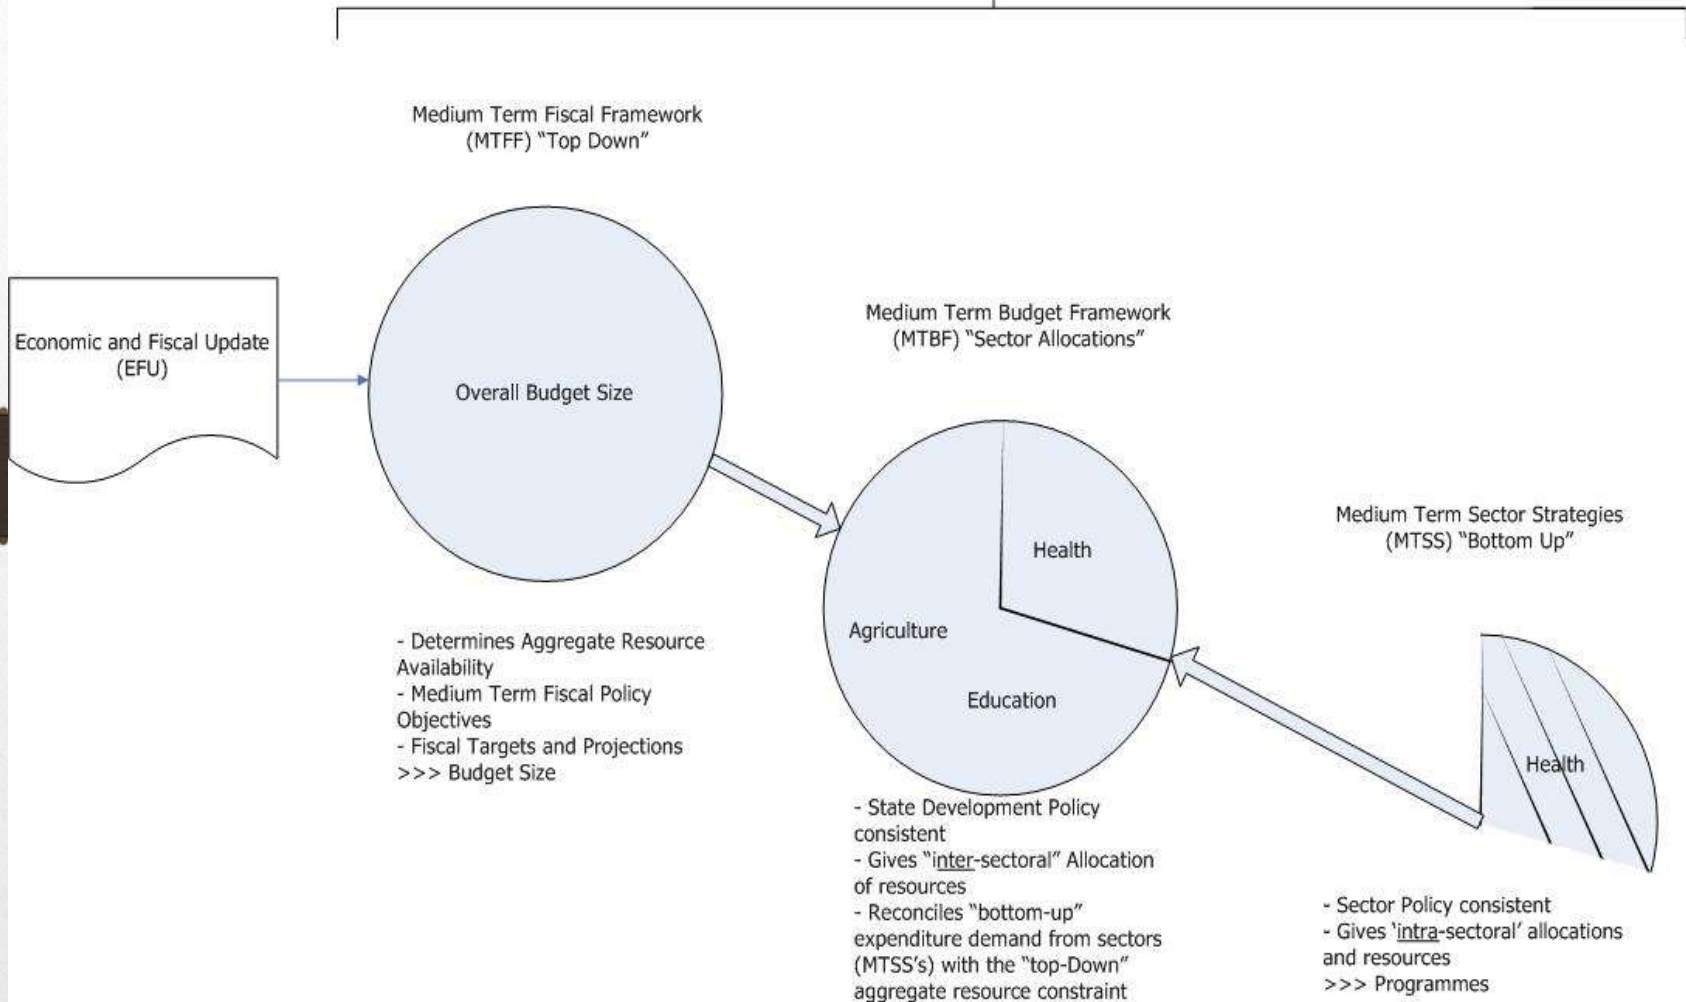 Medium Term Fiscal Framework
(MTFF) “Top Down”
Economic and Fiscal Update
(EFU)
Overall Budget Size
- Determines Aggregate Resource
Availability
- Medium Term Fiscal Policy
Objectives
- Fiscal Targets and Projections
>>> Budget Size
Medium Term Budget Framework
(MTBF) “Sector Allocations”
Health
Agriculture
Education
- State Development Policy
consistent
- Gives “inter-sectoral” Allocation
of resources
- Reconciles “bottom-up”
expenditure demand from sectors
(MTSS’s) with the “top-Down”
aggregate resource constraint
Medium Term Sector Strategies
(MTSS) “Bottom Up”
Health
- Sector Policy consistent
- Gives ‘intra-sectoral’ allocations
and resources
>>> Programmes